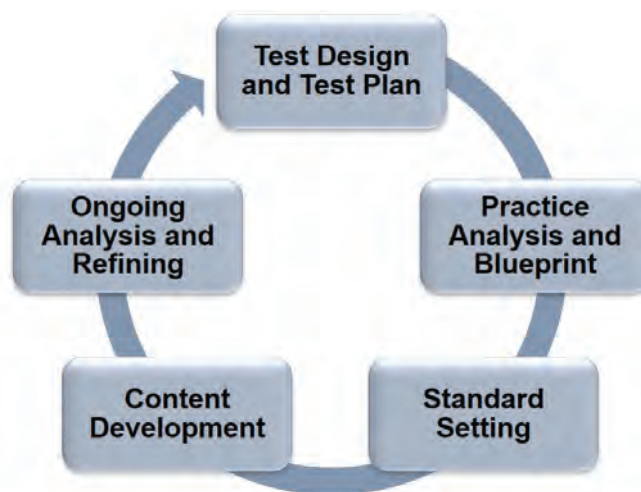 Test Design
and Test Plan
Practice
Analysis and
Blueprint
Standard
Setting
Content
Development
Ongoing
Analysis and
Refining